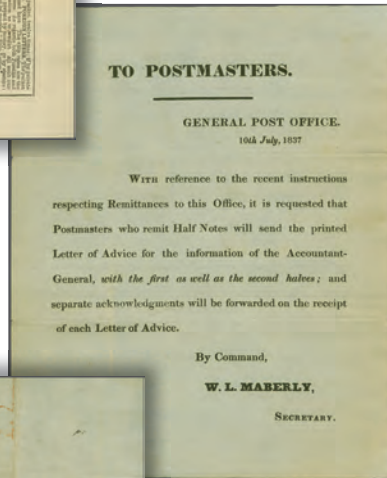 TO POSTMASTERS.
GENERAL POST OFFICE.
10th July, 1837
WITH reference to the recent instructions
respecting Remittances to this Office, it is requested that
Postmasters who remit Half Notes will send the printed
Letter of Advice for the information of the Accountant-
General, with the first as well as the second halves; and
separate acknowledgments will be forwarded on the receipt
of each Letter of Advice.
By Command,
W. L. MABERLY,
SECRETARY.